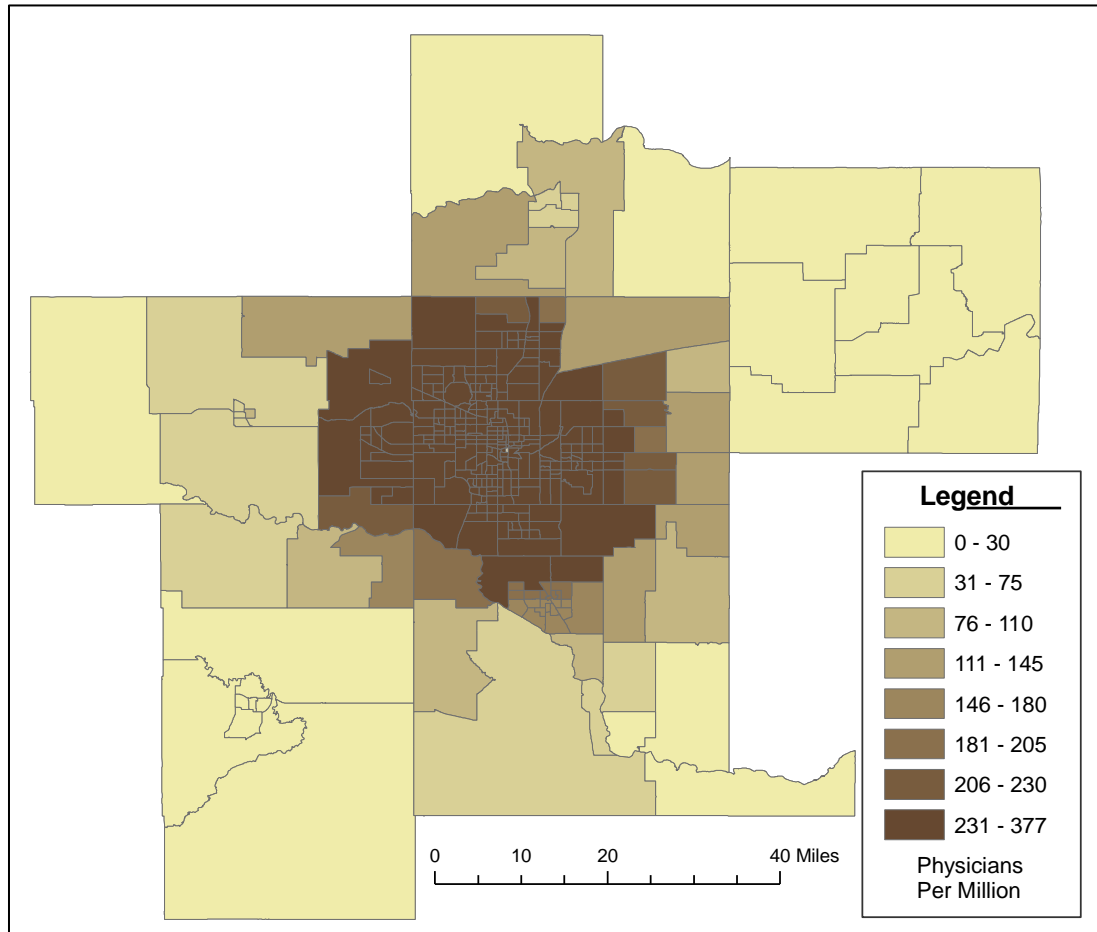 Legend
0 - 30
31 - 75
76 - 110
111 - 145
146 - 180
181 - 205
206 - 230
231 - 377
Physicians
Per Million
0 10 20 40 Miles